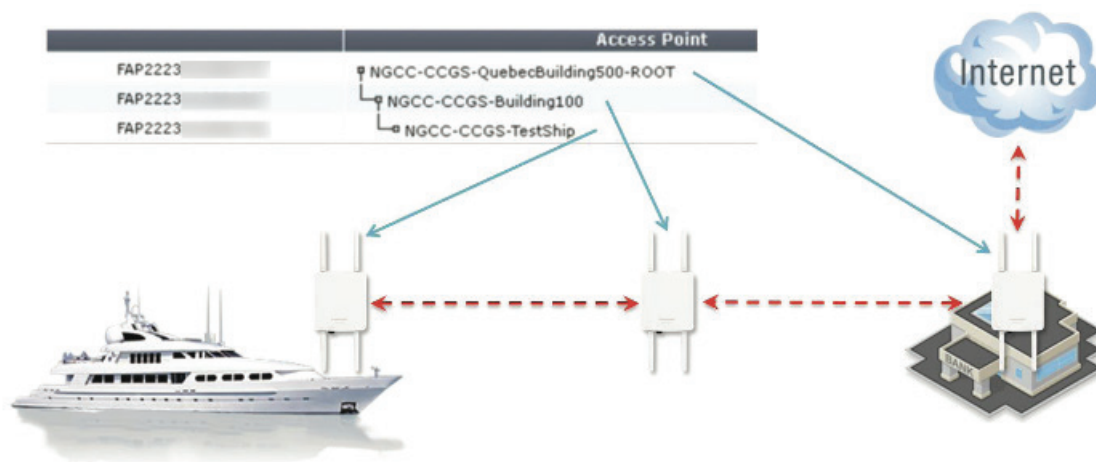 Access Point
FAP2223 NGCC-CCGS-QuebecBuilding500-ROOT
FAP2223 NGCC-CCGS-Building100
FAP2223 NGCC-CCGS-TestShip
Internet
BANK